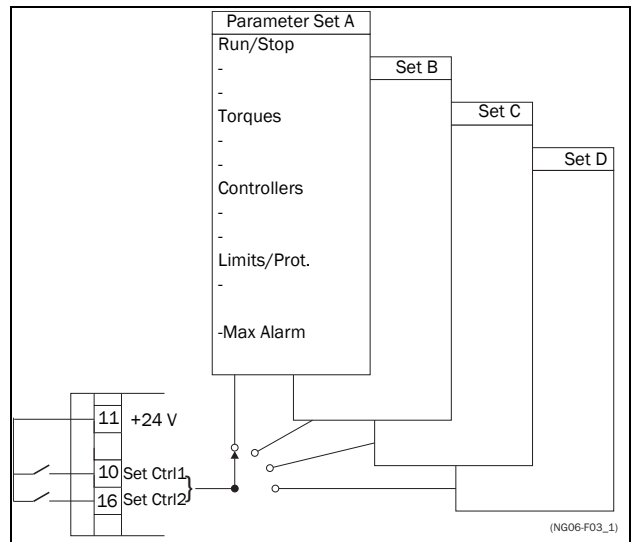 Parameter Set A
Run/Stop
-
-
Torques
-
-
Controllers
-
-
Limits/Prot.
-
-Max Alarm
Set B
Set C
Set D
11 +24 V
10 Set Ctrl1
16 Set Ctrl2
}
(NG06-F03_1)